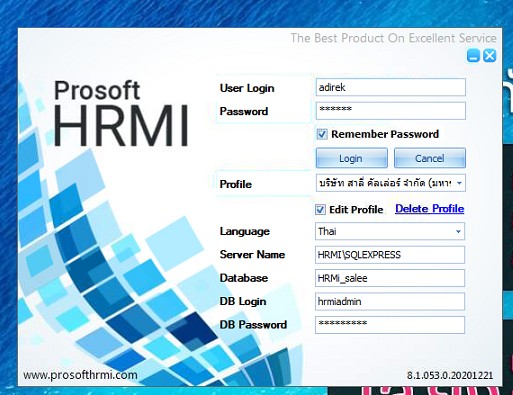 The Best Product On Excellent Service
Prosoft
HRMI
User Login adirek
Password ******
Remember Password
Login Cancel
Profile บริษัท สาลี่ คัลเล่อร์ จำกัด (มหา
Edit Profile Delete Profile
Language Thai
Server Name HRMI\SQLEXPRESS
Database HRMi_salee
DB Login hrmiadmin
DB Password *********
www.prosofthrmi.com 8.1.053.0.20201221